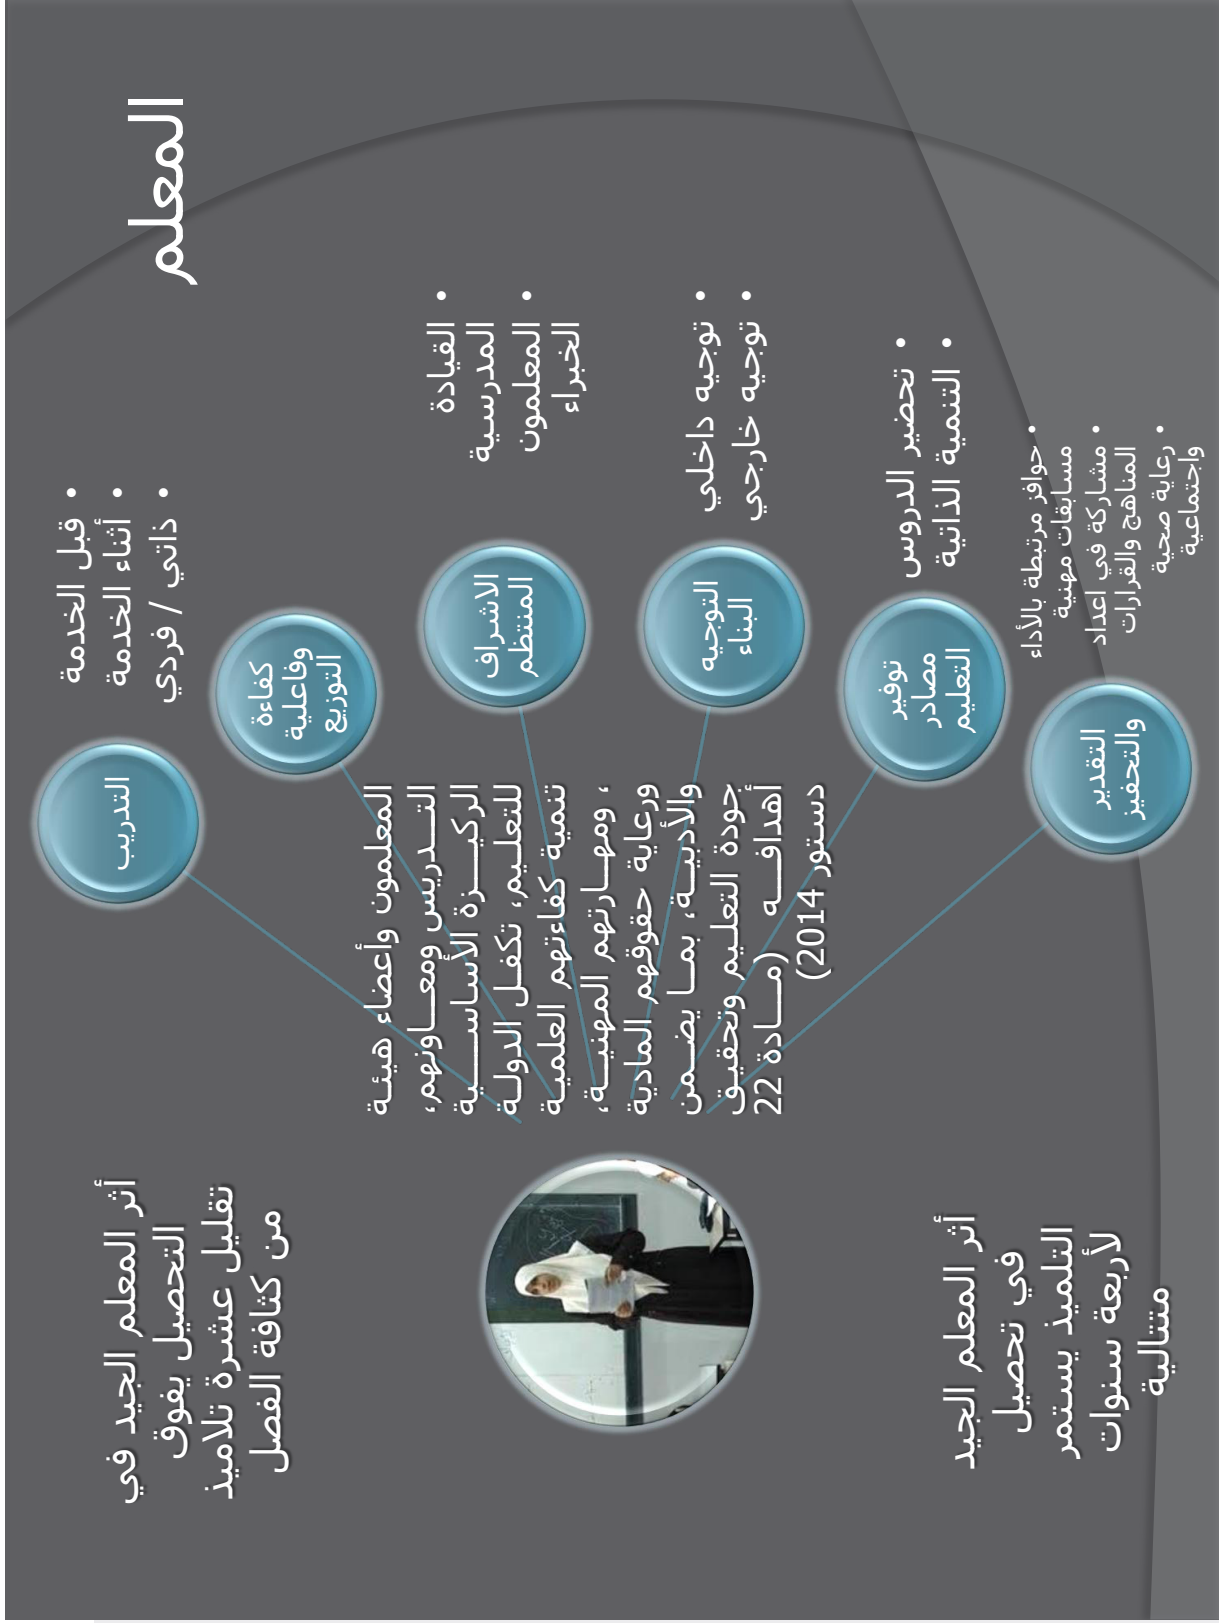 المعلم
التدريب
• قبل الخدمة
• أثناء الخدمة
• ذاتي / فردي
كفاءة
وفاعلية
التوزيع
الاشراف
المنتظم
• القيادة
المدرسية
• المعلمون
الخبراء
التوجيه
البناء
• توجيه داخلي
• توجيه خارجي
توفير
مصادر
التعليم
• تحضير الدروس
• التنمية الذاتية
التقدير
والتحفيز
• حوافز مرتبطة بالأداء
مسابقات مهنية
• مشاركة في اعداد
المناهج والقرارات
• رعاية صحية
واجتماعية
المعلمون وأعضاء هيئة
التدريس ومعاونهم،
الركيزة الأساسية
للتعليم، تكفل الدولة
تنمية كفاءتهم العلمية
، ومهارتهم المهنية،
ورعاية حقوقهم المادية
والأدبية، بما يضمن
جودة التعليم وتحقيق
أهدافه (مادة 22
دستور 2014)
أثر المعلم الجيد في
التحصيل يفوق
تقليل عشرة تلاميذ
من كثافة الفصل
أثر المعلم الجيد
في تحصيل
التلميذ يستمر
لأربعة سنوات
متتالية